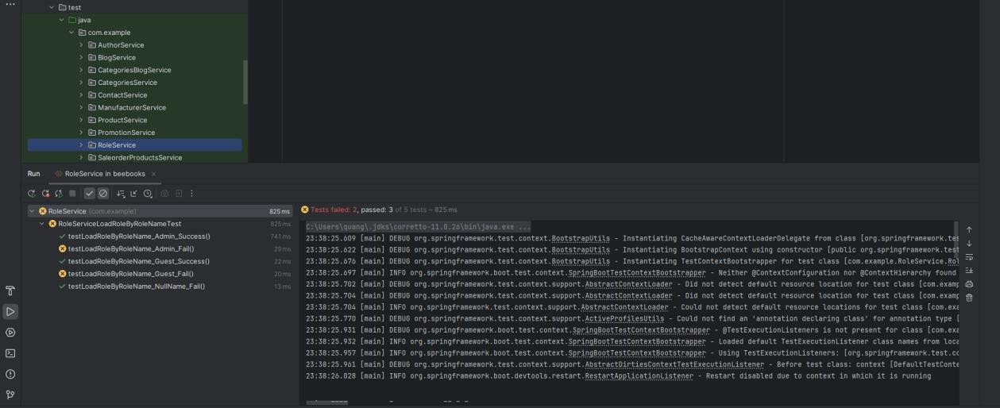 test
java
com.example
AuthorService
BlogService
CategoriesBlogService
CategoriesService
ContactService
ManufacturerService
ProductService
PromotionService
RoleService
SaleorderProductsService
Run RoleService in beebooks ×
RoleService (com.example) 825 ms
RoleServiceLoadRoleByRoleNameTest 825 ms
testLoadRoleByRoleName_Admin_Success() 741 ms
testLoadRoleByRoleName_Admin_Fail() 29 ms
testLoadRoleByRoleName_Guest_Success() 22 ms
testLoadRoleByRoleName_Guest_Fail() 20 ms
testLoadRoleByRoleName_NullName_Fail() 13 ms
Tests failed: 2, passed: 3 of 5 tests – 825 ms
C:\Users\quang\.jdks\corretto-11.0.26\bin\java.exe ...
23:38:25.609 [main] DEBUG org.springframework.test.context.BootstrapUtils - Instantiating CacheAwareContextLoaderDelegate from class [org.springframework.tes
23:38:25.622 [main] DEBUG org.springframework.test.context.BootstrapUtils - Instantiating BootstrapContext using constructor [public org.springframework.test
23:38:25.676 [main] DEBUG org.springframework.test.context.BootstrapUtils - Instantiating TestContextBootstrapper for test class [com.example.RoleService.Rol
23:38:25.697 [main] INFO org.springframework.boot.test.context.SpringBootTestContextBootstrapper - Neither @ContextConfiguration nor @ContextHierarchy found
23:38:25.702 [main] DEBUG org.springframework.test.context.support.AbstractContextLoader - Did not detect default resource location for test class [com.examp
23:38:25.704 [main] DEBUG org.springframework.test.context.support.AbstractContextLoader - Did not detect default resource location for test class [com.examp
23:38:25.704 [main] INFO org.springframework.test.context.support.AbstractContextLoader - Could not detect default resource locations for test class [com.exa
23:38:25.770 [main] DEBUG org.springframework.test.context.support.ActiveProfilesUtils - Could not find an 'annotation declaring class' for annotation type [
23:38:25.931 [main] DEBUG org.springframework.boot.test.context.SpringBootTestContextBootstrapper - @TestExecutionListeners is not present for class [com.exa
23:38:25.932 [main] INFO org.springframework.boot.test.context.SpringBootTestContextBootstrapper - Loaded default TestExecutionListener class names from loca
23:38:25.957 [main] INFO org.springframework.boot.test.context.SpringBootTestContextBootstrapper - Using TestExecutionListeners: [org.springframework.test.co
23:38:25.961 [main] DEBUG org.springframework.test.context.support.AbstractDirtiesContextTestExecutionListener - Before test class: context [DefaultTestConte
23:38:26.028 [main] INFO org.springframework.boot.devtools.restart.RestartApplicationListener - Restart disabled due to context in which it is running